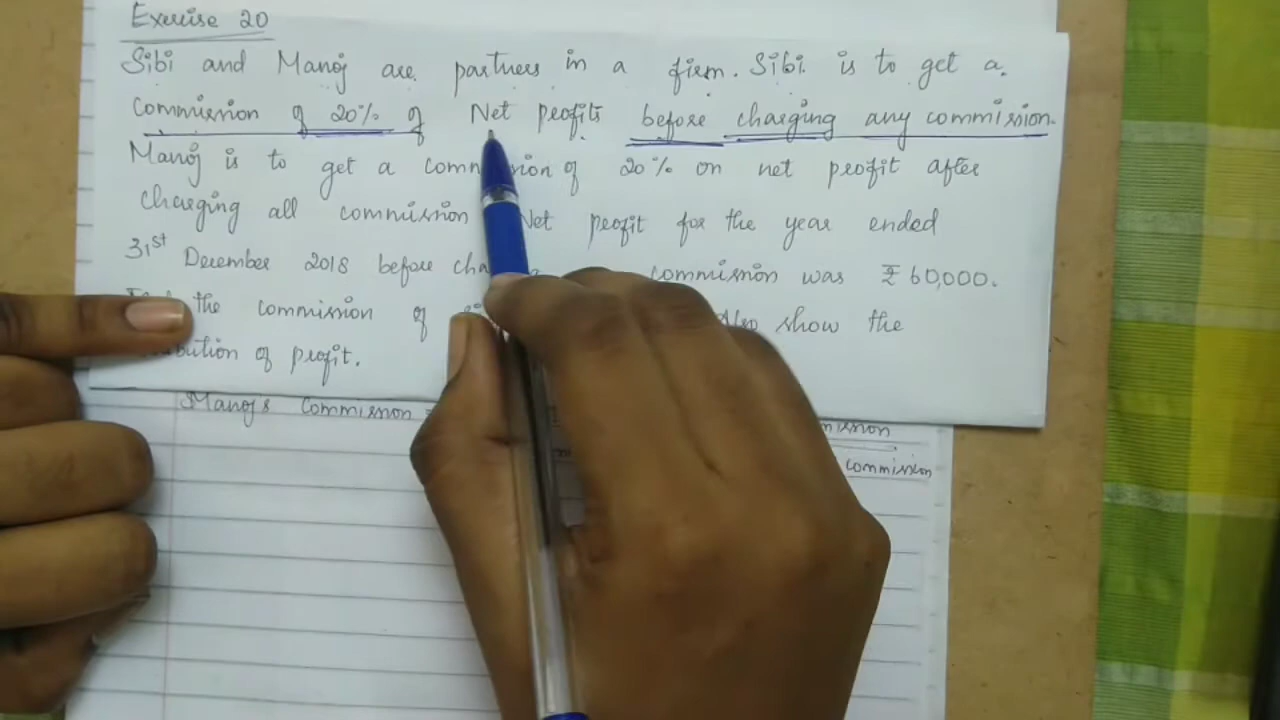 Exercise 20
Sibi and Manoj are partners in a firm. Sibi is to get a
commission of 20% of Net profits before charging any commission.
Manoj is to get a commission of 20% on net profit after
charging all commission Net profit for the year ended
31st December 2018 before commission was ₹ 60,000.
the commission of Also show the
of profit.
Manoj's Commission =
commission